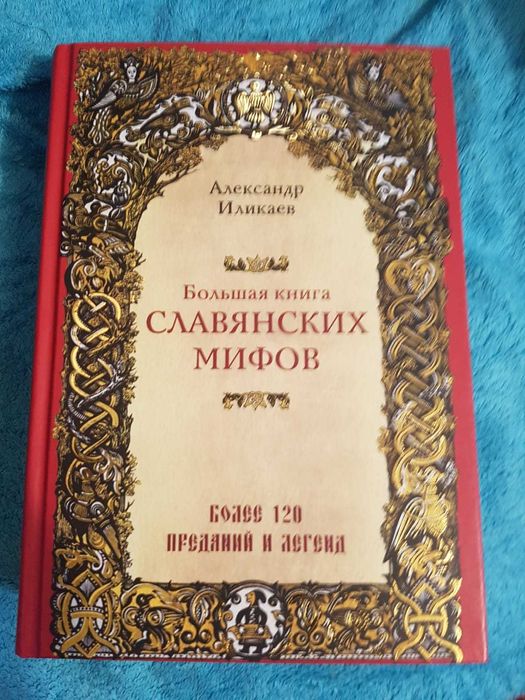 Александр
Иликаев
Большая книга
СЛАВЯНСКИХ
МИФОВ
БОЛЕЕ 120
ПРЕДАНИЙ И ЛЕГЕНД